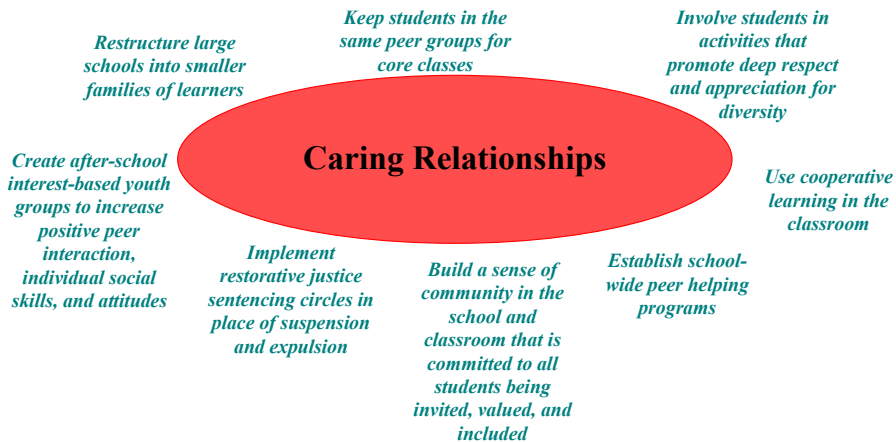 Restructure large
schools into smaller
families of learners
Keep students in the
same peer groups for
core classes
Involve students in
activities that
promote deep respect
and appreciation for
diversity
Caring Relationships
Create after-school
interest-based youth
groups to increase
positive peer
interaction,
individual social
skills, and attitudes
Use cooperative
learning in the
classroom
Implement
restorative justice
sentencing circles in
place of suspension
and expulsion
Build a sense of
community in the
school and
classroom that is
committed to all
students being
invited, valued, and
included
Establish school-
wide peer helping
programs